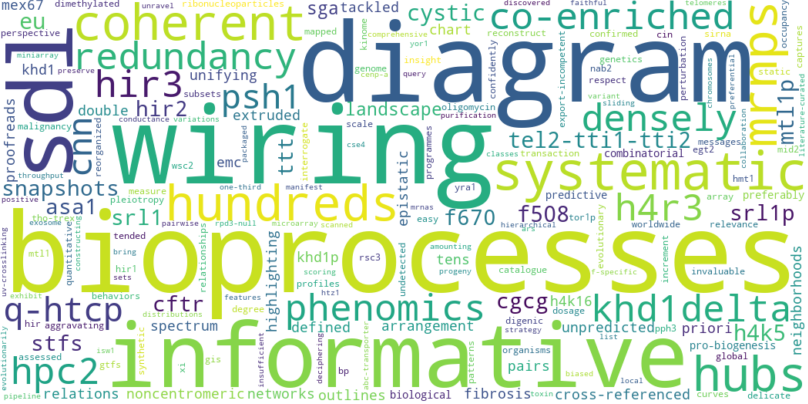 mex67 dimethylated unravel ribonucleoparticles sga tackled cystic co-enriched discovered faithful telomeres
eu coherent perspective miniarray khd1 chart kinome comprehensive yor1 mapped reconstruct confirmed cin sirna occupancy
redundancy preserve unifying genome cenp-a insight query confidently genetics respect perturbation captures
sdl diagram mrnps
hir3 hir2 psh1 landscape oligomycin purification export-incompetent nab2 variant sliding chromosomes preferential static mtl1p
proofreads malignancy cnn double subsets extruded scale cse4 densely literature-curated
reorganized conductance variations packaged interrogate ttt emc wsc2 programmes tel2-tti1-tti2 collaboration messages mid2
wiring
throughput snapshots positive asa1 pleiotropy measure one-third manifest epistatic mrnas yra1 classes transaction combinatorial egt2 systematic
hundreds easy f670 tor1p hierarchical are f508 predictive worldwide relevance array hmt1 preferably
tho-trex srl1 pairwise rpd3-null microarray scanned h4r3 srl1p
bioprocesses
uv-crosslinking exosome mtl1 quantitative constructing hir1 sets tended bring behaviors relationships highlighting khd1p rsc3 scoring profiles htz1 undetected tens amounting progeny catalogue f-specific evolutionary increment invaluable neighborhoods
q-htcp exhibit hir aggravating cftr distributions features degree phenomics cgcg khd1delta h4k16 dosage digenic strategy priori h4k5
stfs spectrum defined arrangement unpredicted pph3 pro-biogenesis
evolutionarily assessed hpc2 isw1 gtfs synthetic gis xi informative insufficient deciphering bp abc-transporter patterns organisms biased list local toxin pairs global hubs
pipeline relations noncentromeric networks outlines biological fibrosis cross-referenced curves delicate